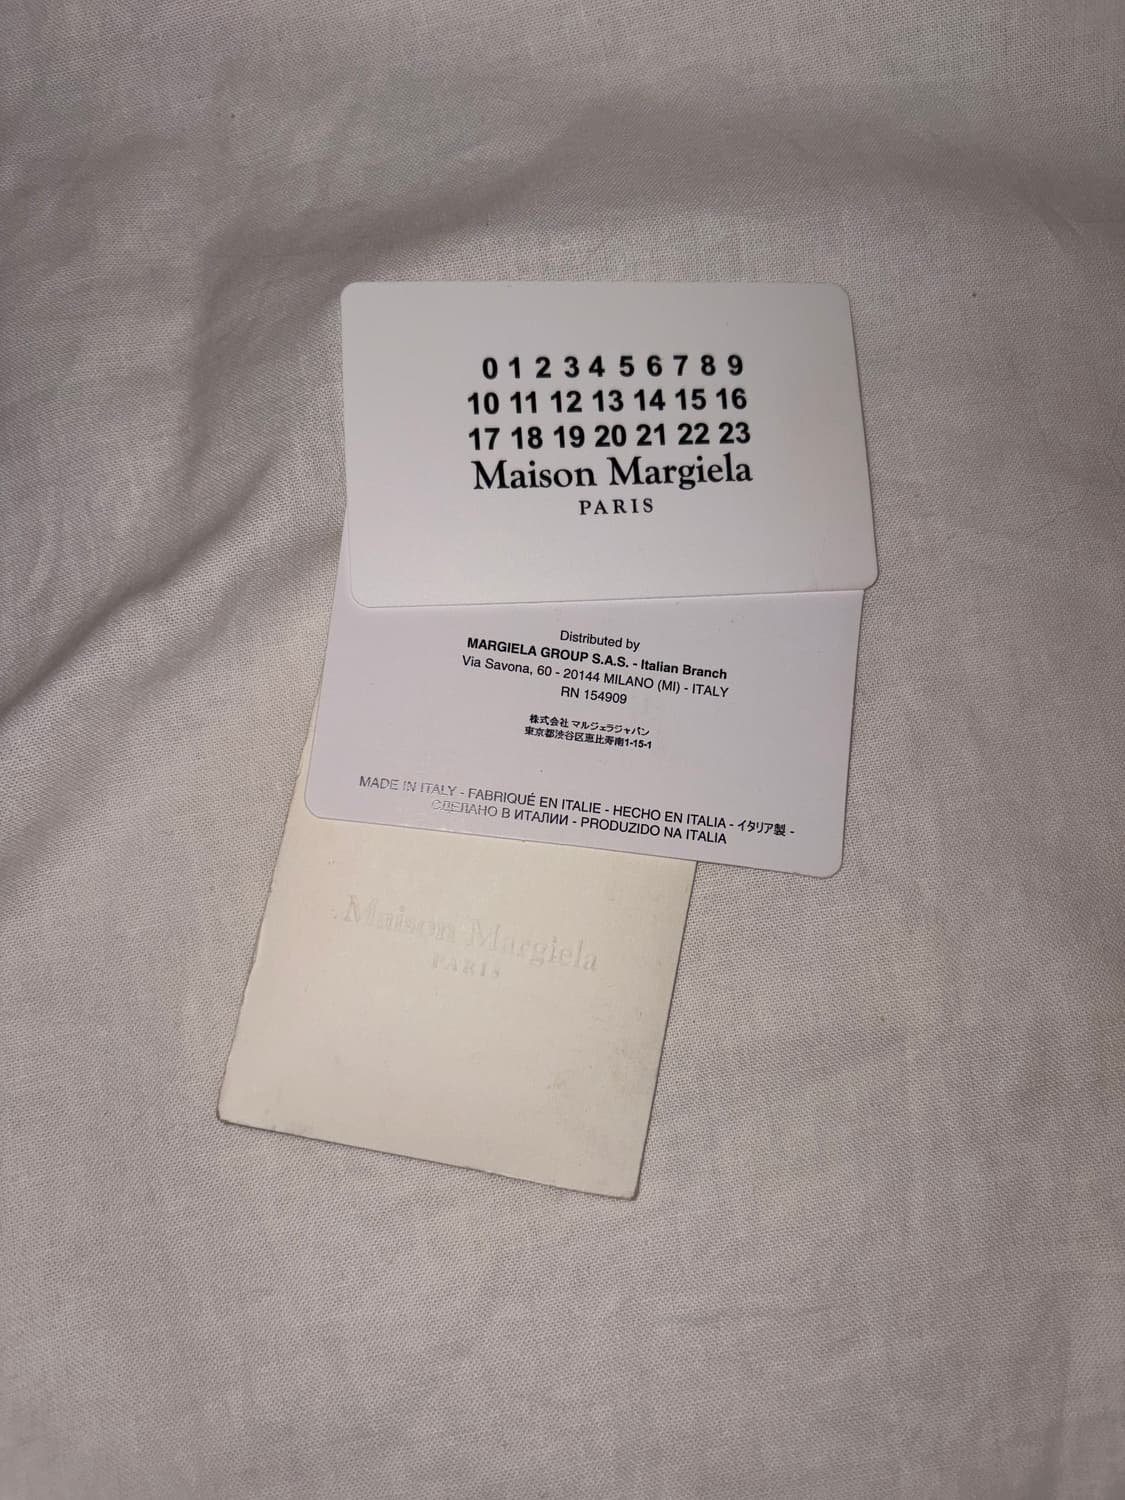 0 1 2 3 4 5 6 7 8 9
10 11 12 13 14 15 16
17 18 19 20 21 22 23
Maison Margiela
PARIS
Distributed by
MARGIELA GROUP S.A.S. - Italian Branch
Via Savona, 60 - 20144 MILANO (MI) - ITALY
RN 154909
株式会社 マルジェラジャパン
東京都渋谷区恵比寿南1-15-1
MADE IN ITALY - FABRIQUÉ EN ITALIE - HECHO EN ITALIA - イタリア製 -
СДЕЛАНО В ИТАЛИИ - PRODUZIDO NA ITALIA
Maison Margiela
PARIS